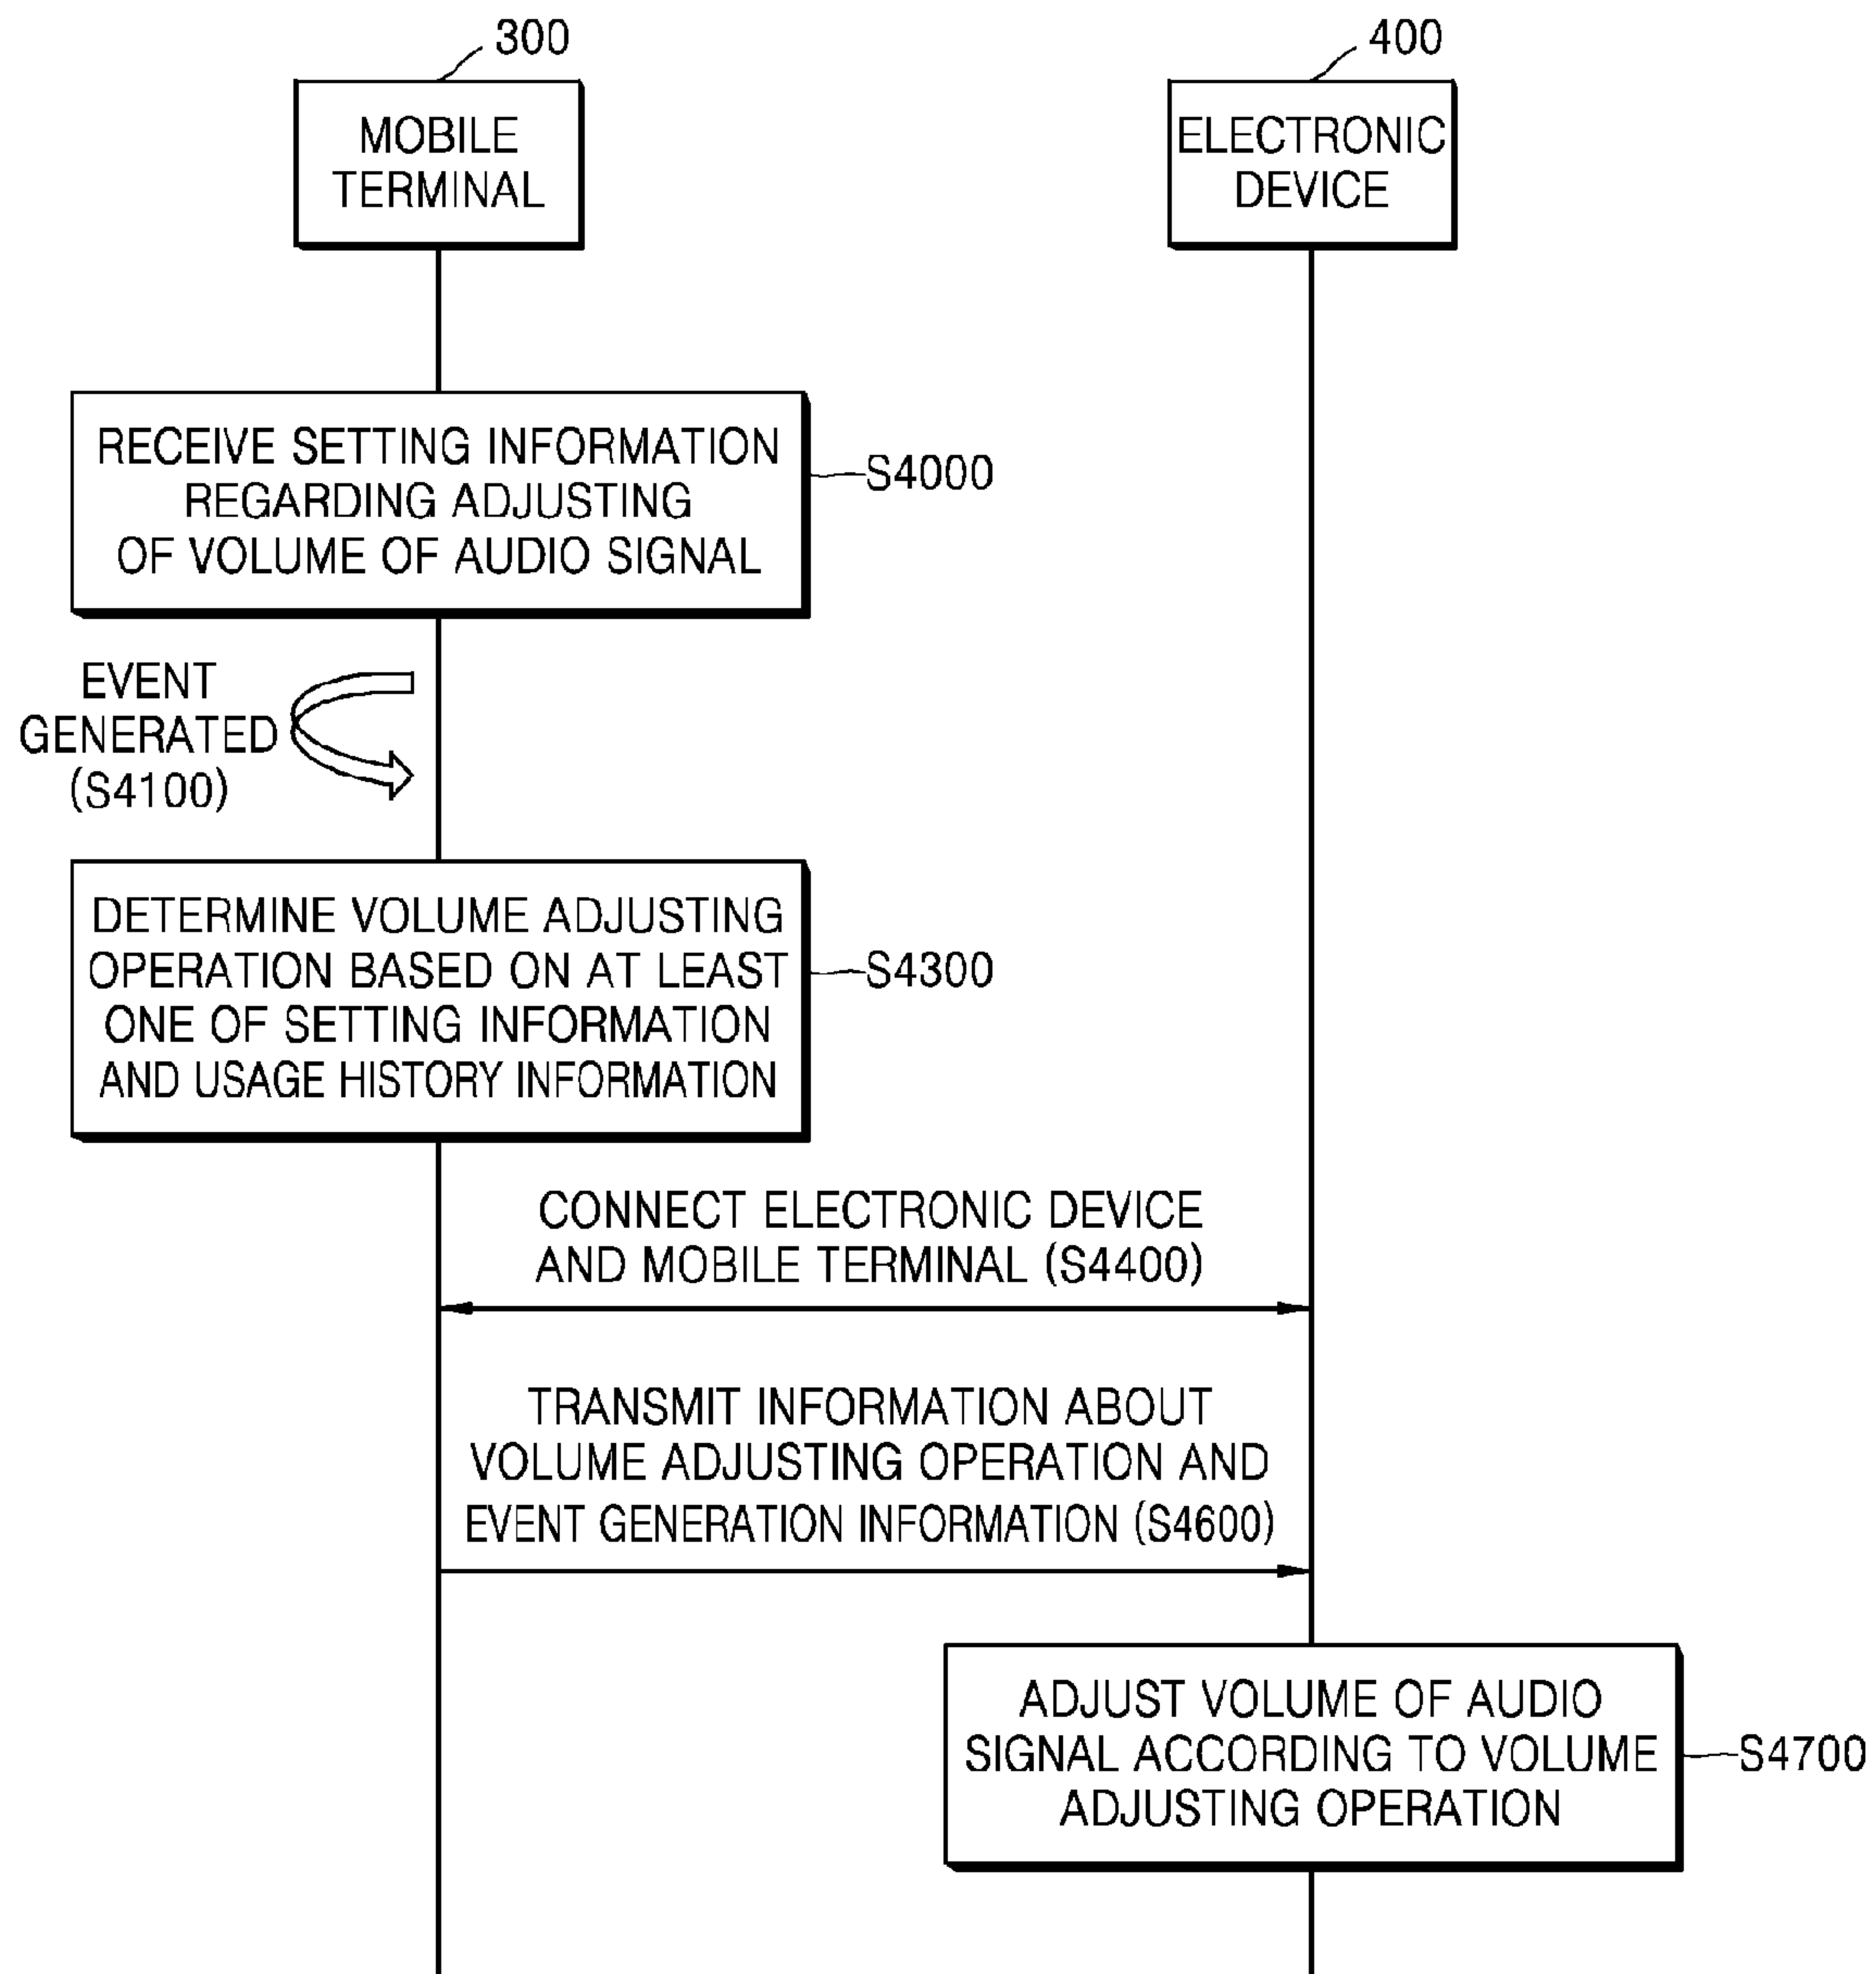 300
400
MOBILE
TERMINAL
ELECTRONIC
DEVICE
RECEIVE SETTING INFORMATION
REGARDING ADJUSTING
OF VOLUME OF AUDIO SIGNAL
S4000
EVENT
GENERATED
(S4100)
DETERMINE VOLUME ADJUSTING
OPERATION BASED ON AT LEAST
ONE OF SETTING INFORMATION
AND USAGE HISTORY INFORMATION
S4300
CONNECT ELECTRONIC DEVICE
AND MOBILE TERMINAL (S4400)
TRANSMIT INFORMATION ABOUT
VOLUME ADJUSTING OPERATION AND
EVENT GENERATION INFORMATION (S4600)
ADJUST VOLUME OF AUDIO
SIGNAL ACCORDING TO VOLUME
ADJUSTING OPERATION
S4700